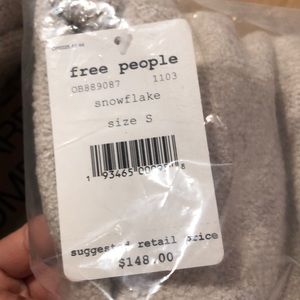 free people
OB889087 1103
snowflake
size S
suggested retail price
$148.00